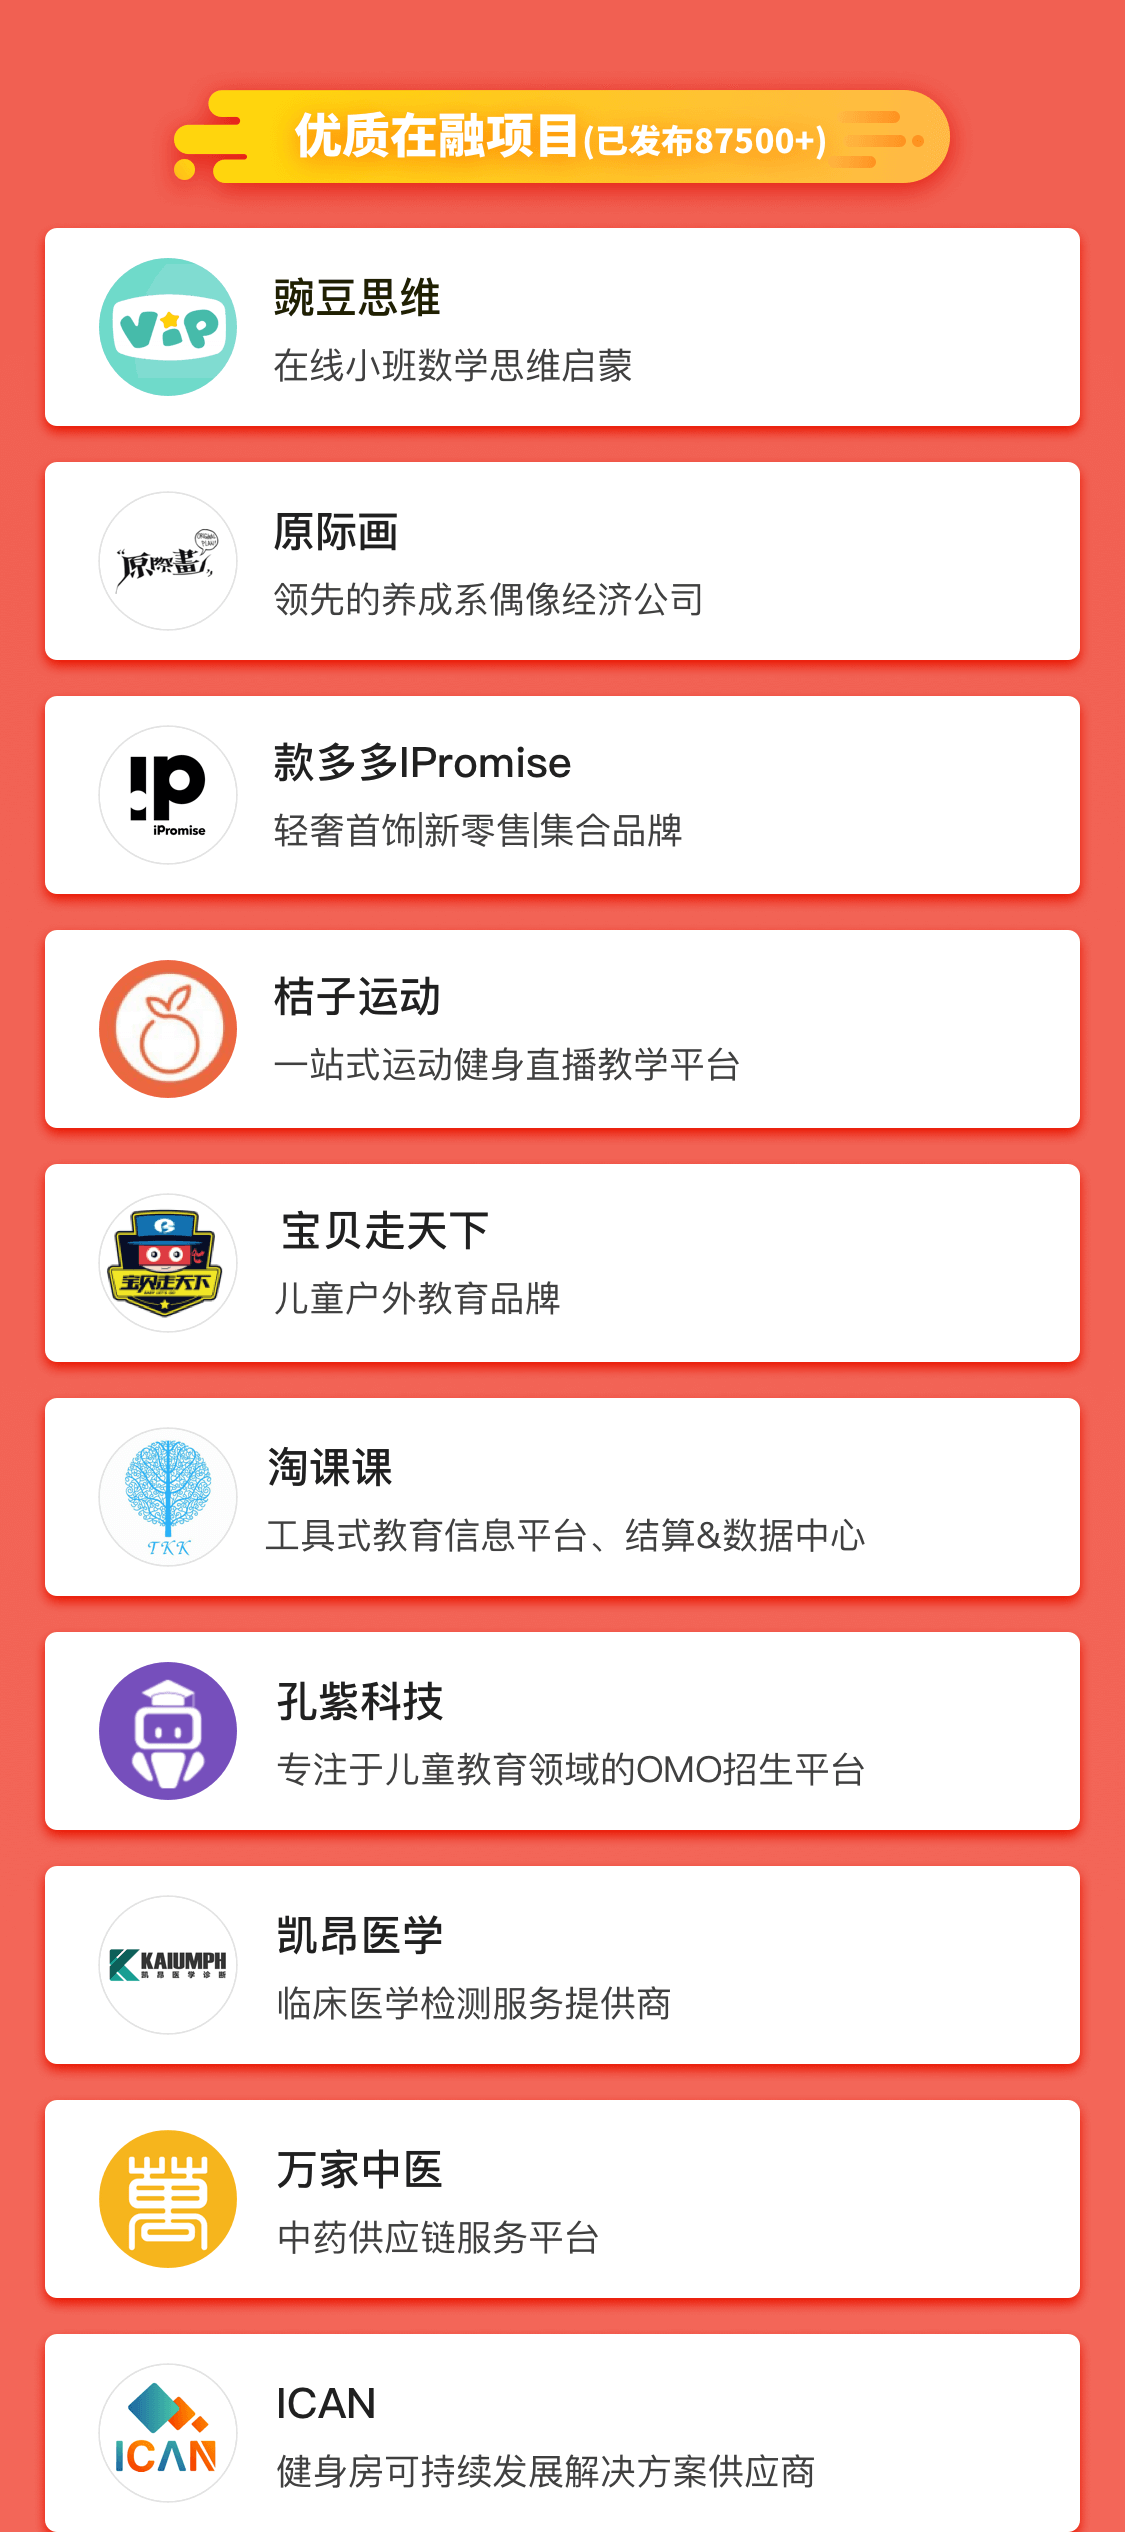 优质在融项目(已发布87500+)
ViP
豌豆思维
在线小班数学思维启蒙
原際畫
ORIGINAL PLAN!
原际画
领先的养成系偶像经济公司
iP
iPromise
款多多IPromise
轻奢首饰|新零售|集合品牌
桔子运动
一站式运动健身直播教学平台
宝贝走天下
宝贝走天下
儿童户外教育品牌
TKK
淘课课
工具式教育信息平台、结算&数据中心
孔紫科技
专注于儿童教育领域的OMO招生平台
KAIUMPH
凯昂医学诊断
凯昂医学
临床医学检测服务提供商
萬
万家中医
中药供应链服务平台
ICAN
ICAN
健身房可持续发展解决方案供应商